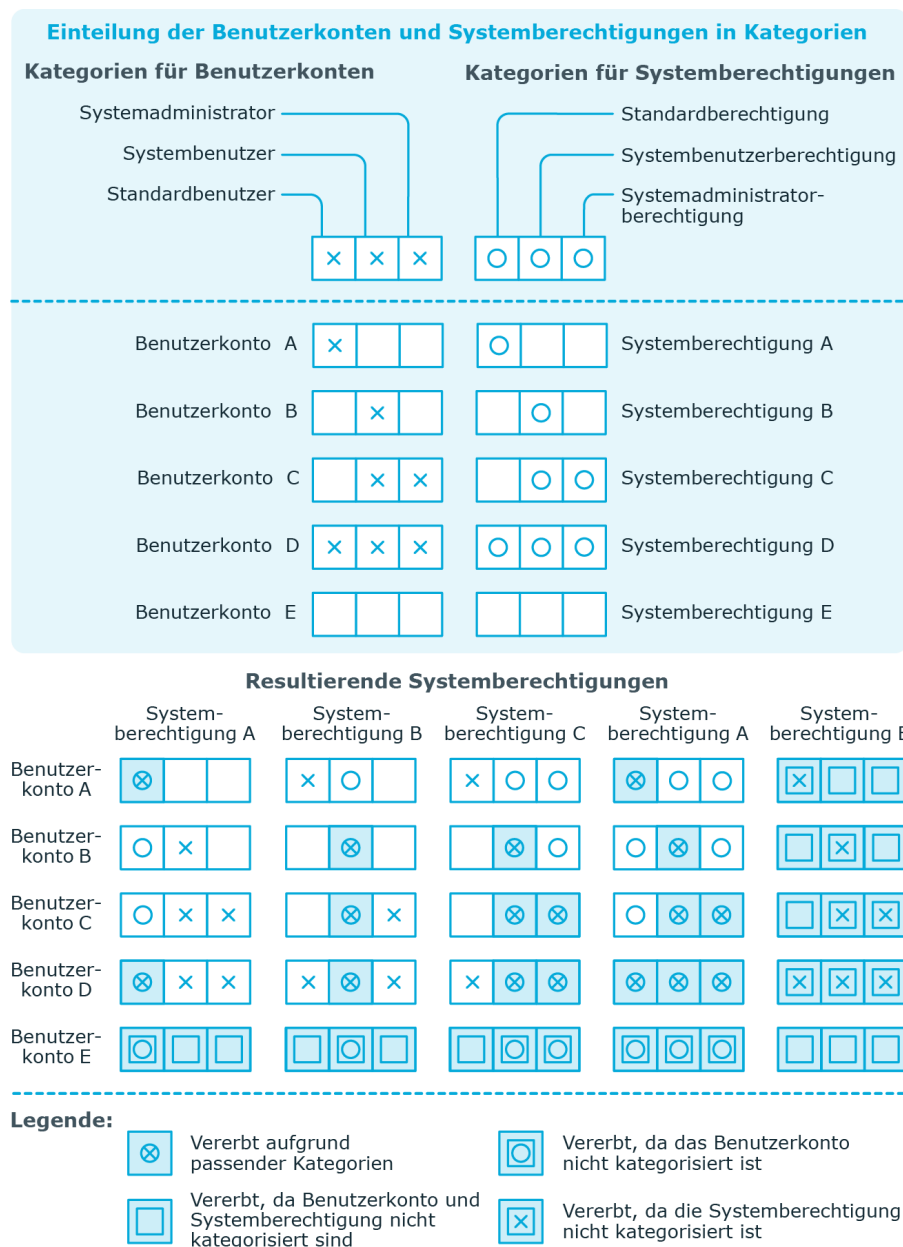 Einteilung der Benutzerkonten und Systemberechtigungen in Kategorien
Kategorien für Benutzerkonten
Kategorien für Systemberechtigungen
Systemadministrator
Systembenutzer
Standardbenutzer
Standardberechtigung
Systembenutzerberechtigung
Systemadministrator-
berechtigung
Benutzerkonto A
Systemberechtigung A
Benutzerkonto B
Systemberechtigung B
Benutzerkonto C
Systemberechtigung C
Benutzerkonto D
Systemberechtigung D
Benutzerkonto E
Systemberechtigung E
Resultierende Systemberechtigungen
System-
berechtigung A
System-
berechtigung B
System-
berechtigung C
System-
berechtigung A
System-
berechtigung E
Benutzer-
konto A
Benutzer-
konto B
Benutzer-
konto C
Benutzer-
konto D
Benutzer-
konto E
Legende:
Vererbt aufgrund
passender Kategorien
Vererbt, da das Benutzerkonto
nicht kategorisiert ist
Vererbt, da Benutzerkonto und
Systemberechtigung nicht
kategorisiert sind
Vererbt, da die Systemberechtigung
nicht kategorisiert ist